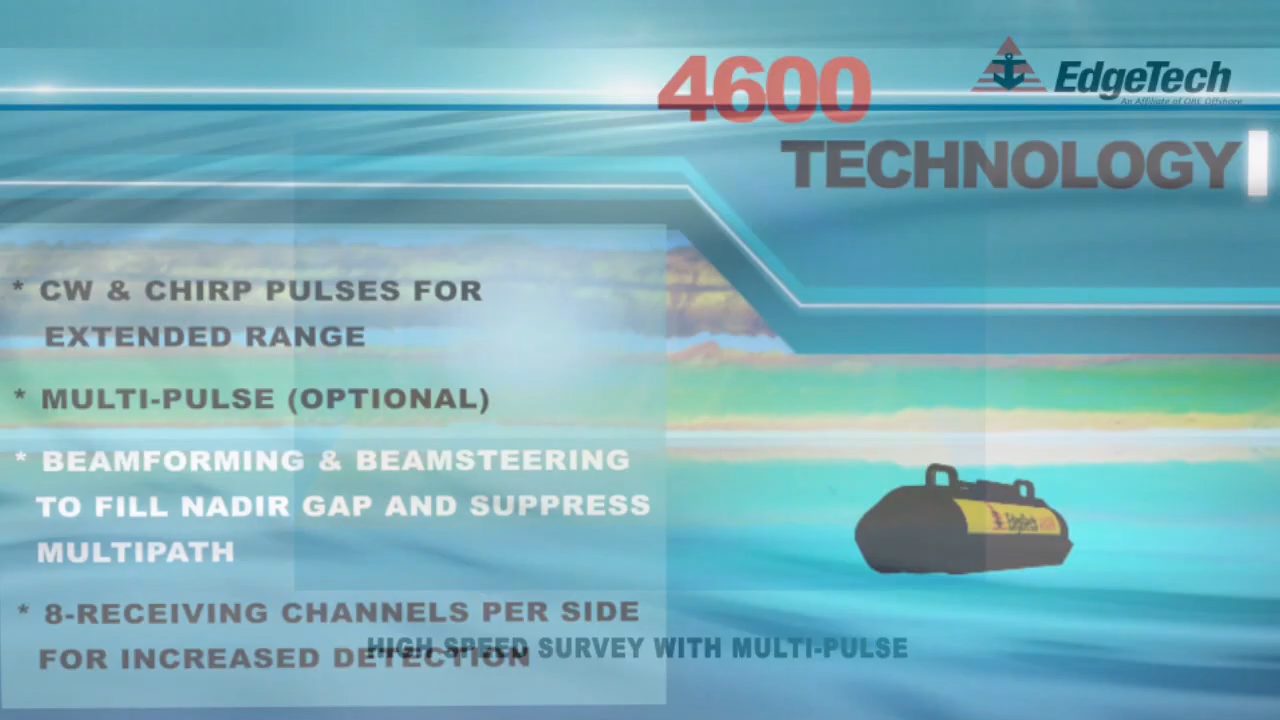 4600
EdgeTech
An Affiliate of ORE Offshore
TECHNOLOGY
* CW & CHIRP PULSES FOR
EXTENDED RANGE
* MULTI-PULSE (OPTIONAL)
* BEAMFORMING & BEAMSTEERING
TO FILL NADIR GAP AND SUPPRESS
MULTIPATH
* 8-RECEIVING CHANNELS PER SIDE
FOR INCREASED DETECTION
HIGH SPEED SURVEY WITH MULTI-PULSE
EdgeTech